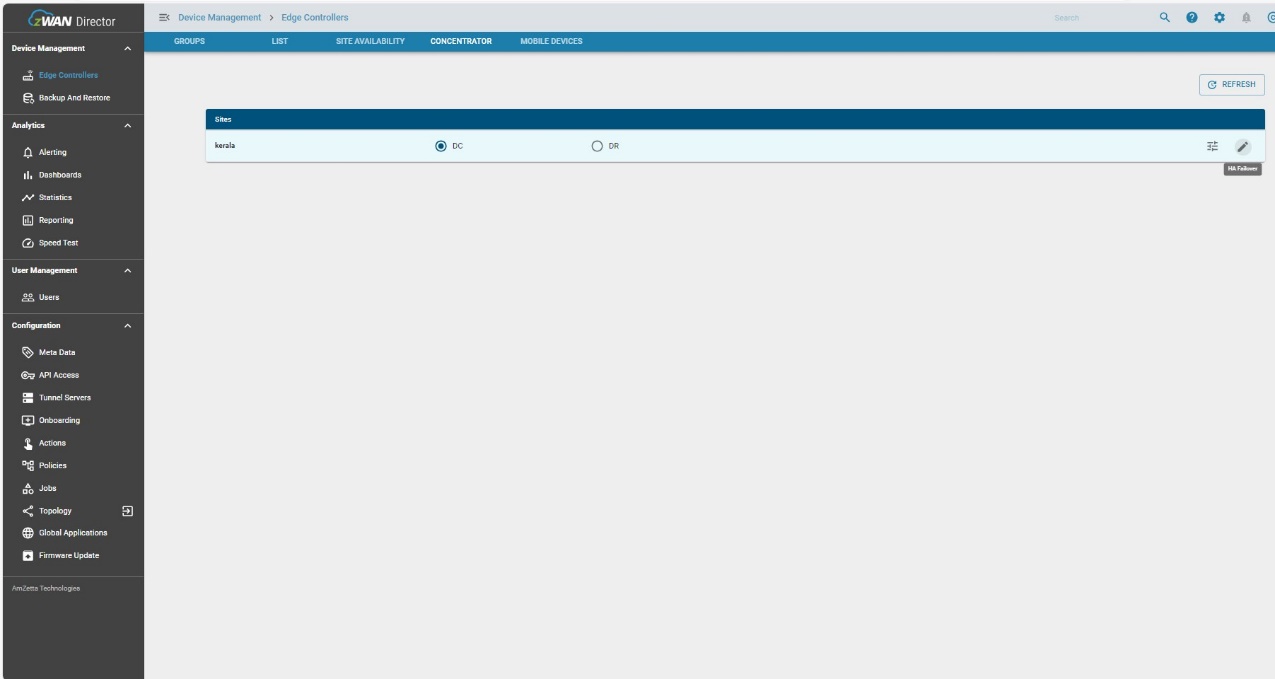 zWAN Director
Device Management > Edge Controllers
Search
GROUPS LIST SITE AVAILABILITY CONCENTRATOR MOBILE DEVICES
Device Management
Edge Controllers
Backup And Restore
Analytics
Alerting
Dashboards
Statistics
Reporting
Speed Test
User Management
Users
Configuration
Meta Data
API Access
Tunnel Servers
Onboarding
Actions
Policies
Jobs
Topology
Global Applications
Firmware Update
AmZetta Technologies
REFRESH
Sites
kerala DC DR
HA Failover